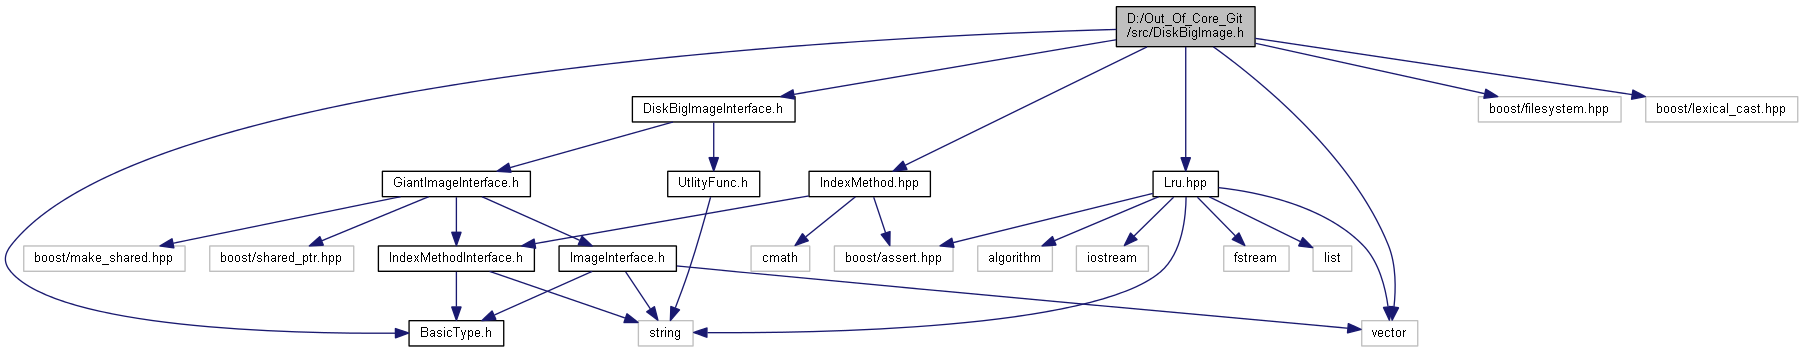 D:/Out_Of_Core_Git
/src/DiskBigImage.h
DiskBigImageInterface.h
boost/filesystem.hpp
boost/lexical_cast.hpp
GiantImageInterface.h
UtlityFunc.h
IndexMethod.hpp
Lru.hpp
boost/make_shared.hpp
boost/shared_ptr.hpp
IndexMethodInterface.h
ImageInterface.h
cmath
boost/assert.hpp
algorithm
iostream
fstream
list
BasicType.h
string
vector